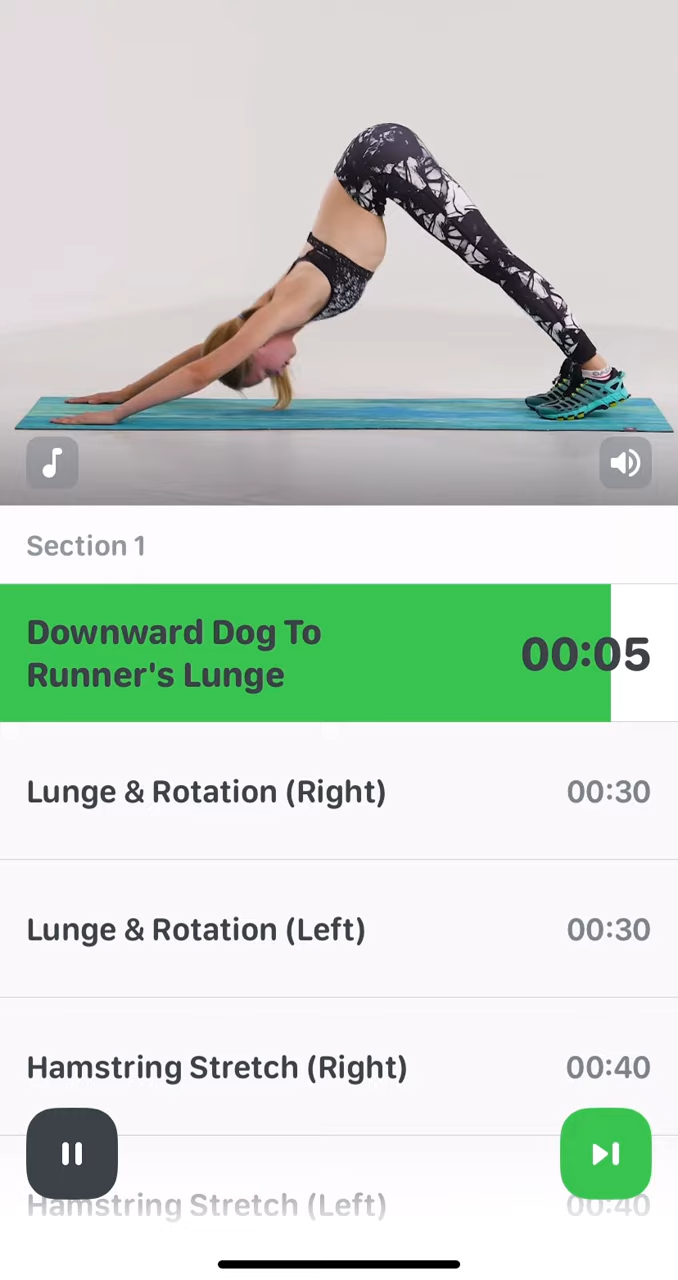 Section 1
Downward Dog To
Runner's Lunge
00:05
Lunge & Rotation (Right)
00:30
Lunge & Rotation (Left)
00:30
Hamstring Stretch (Right)
00:40
Hamstring Stretch (Left)
00:40